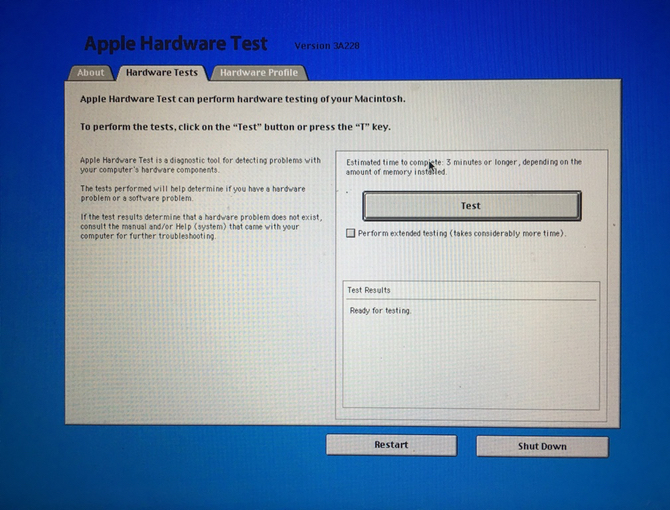 Apple Hardware Test Version 3A228
About Hardware Tests Hardware Profile
Apple Hardware Test can perform hardware testing of your Macintosh.
To perform the tests, click on the “Test” button or press the “T” key.
Apple Hardware Test is a diagnostic tool for detecting problems with
your computer's hardware components.
The tests performed will help determine if you have a hardware
problem or a software problem.
If the test results determine that a hardware problem does not exist,
consult the manual and/or Help (system) that came with your
computer for further troubleshooting.
Estimated time to complete: 3 minutes or longer, depending on the
amount of memory installed.
Test
Perform extended testing (takes considerably more time).
Test Results
Ready for testing.
Restart Shut Down